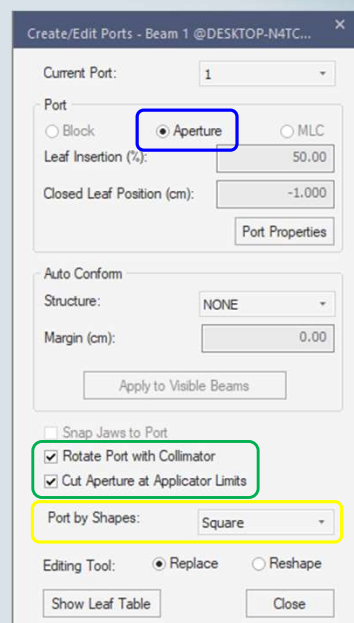 Create/Edit Ports - Beam 1 @DESKTOP-N4TC...
Current Port: 1
Port
Block Aperture MLC
Leaf Insertion (%): 50.00
Closed Leaf Position (cm): -1.000
Port Properties
Auto Conform
Structure: NONE
Margin (cm): 0.00
Apply to Visible Beams
Snap Jaws to Port
Rotate Port with Collimator
Cut Aperture at Applicator Limits
Port by Shapes: Square
Editing Tool: Replace Reshape
Show Leaf Table Close